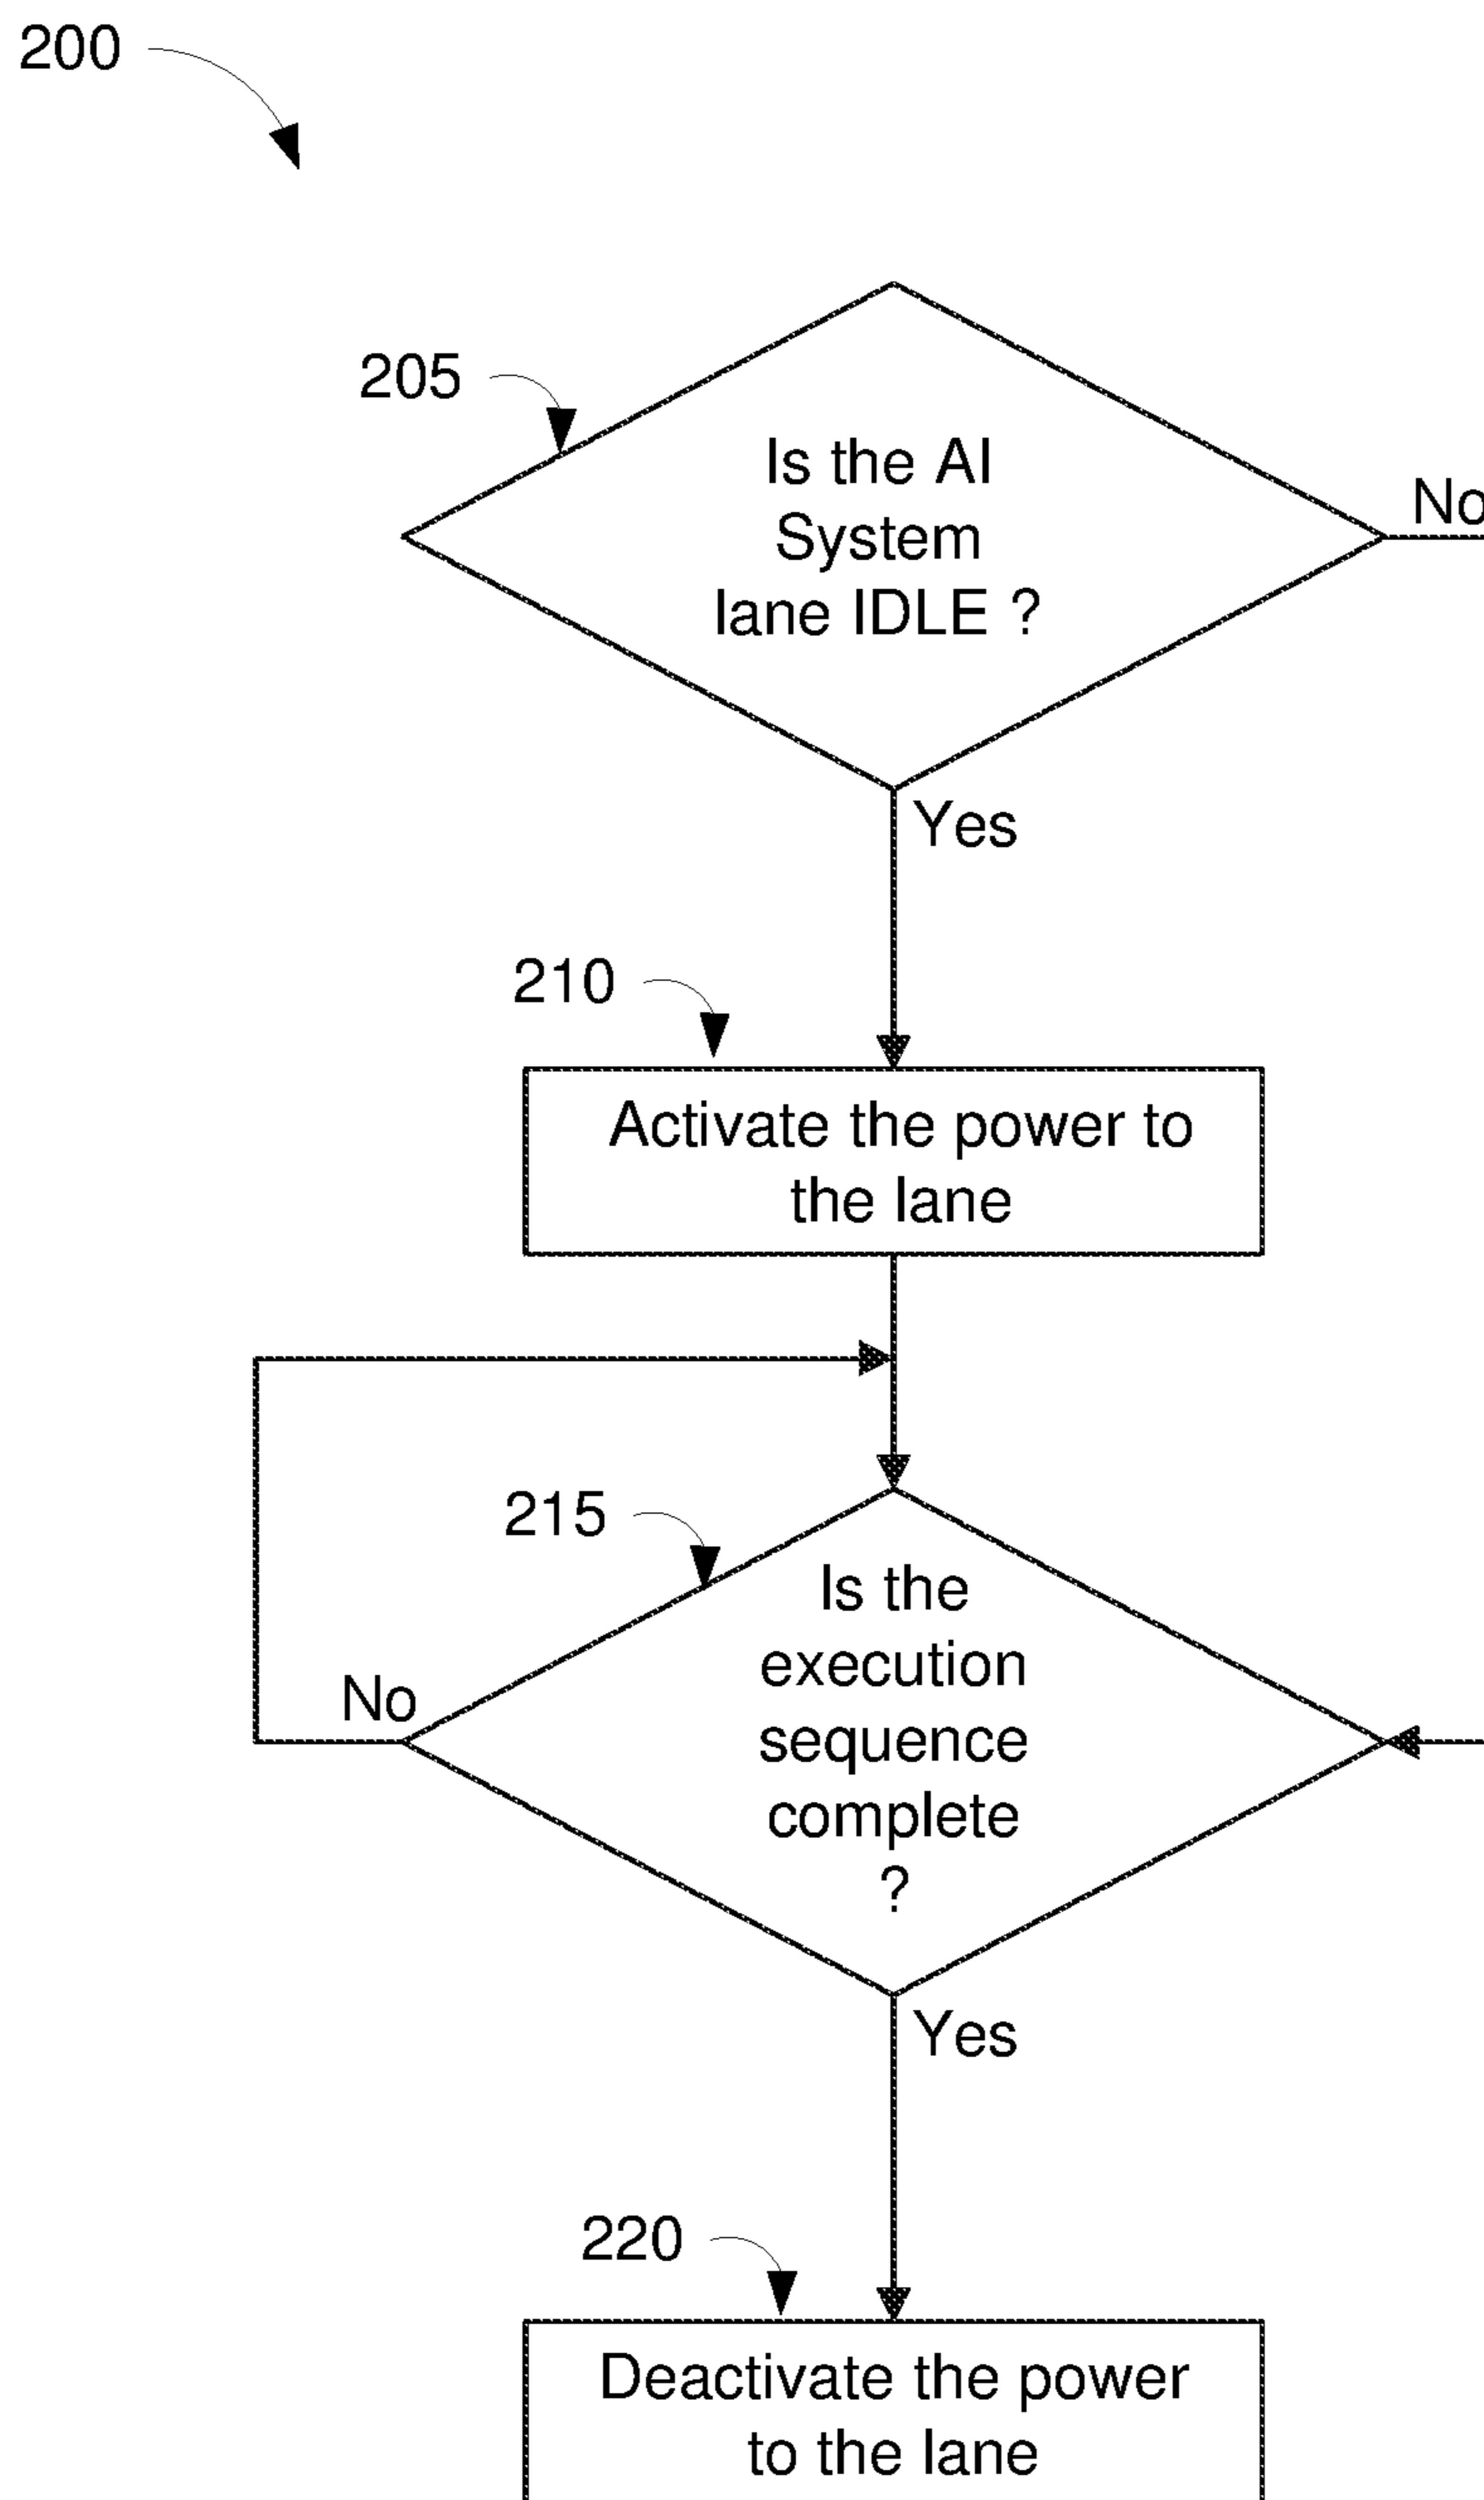 200
205
Is the AI
System
lane IDLE ?
No
Yes
210
Activate the power to
the lane
215
Is the
execution
sequence
complete
?
No
Yes
220
Deactivate the power
to the lane